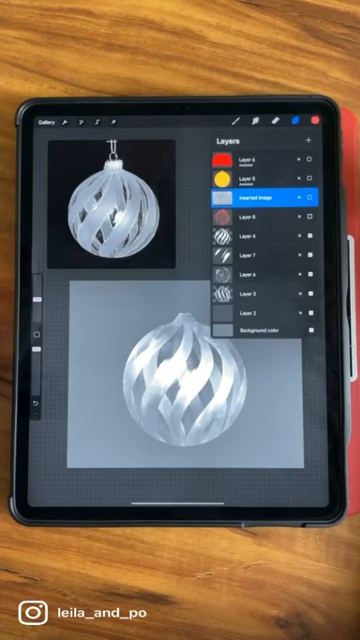 Gallery
Layers
Layer 6
Layer 5
Inserted Image
Layer 8
Layer 4
Layer 7
Layer 6
Layer 3
Layer 2
Background color
leila_and_po